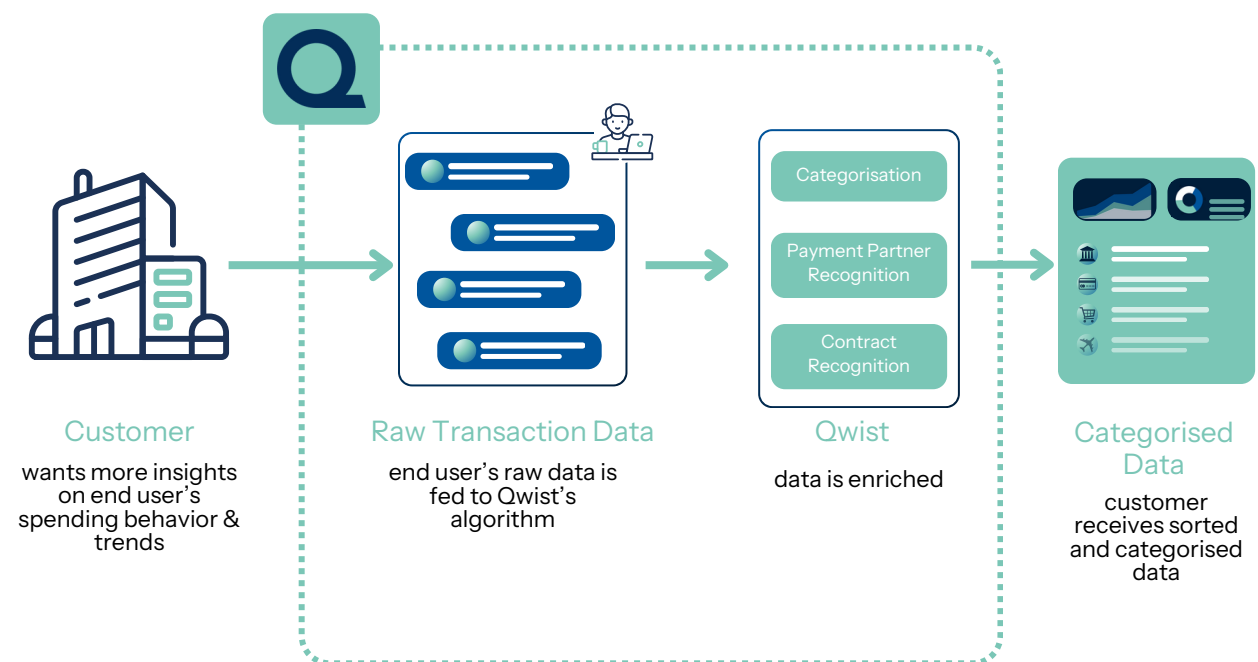 Q
Categorisation
Payment Partner
Recognition
Contract
Recognition
Customer
wants more insights
on end user’s
spending behavior &
trends
Raw Transaction Data
end user’s raw data is
fed to Qwist’s
algorithm
Qwist
data is enriched
Categorised
Data
customer
receives sorted
and categorised
data